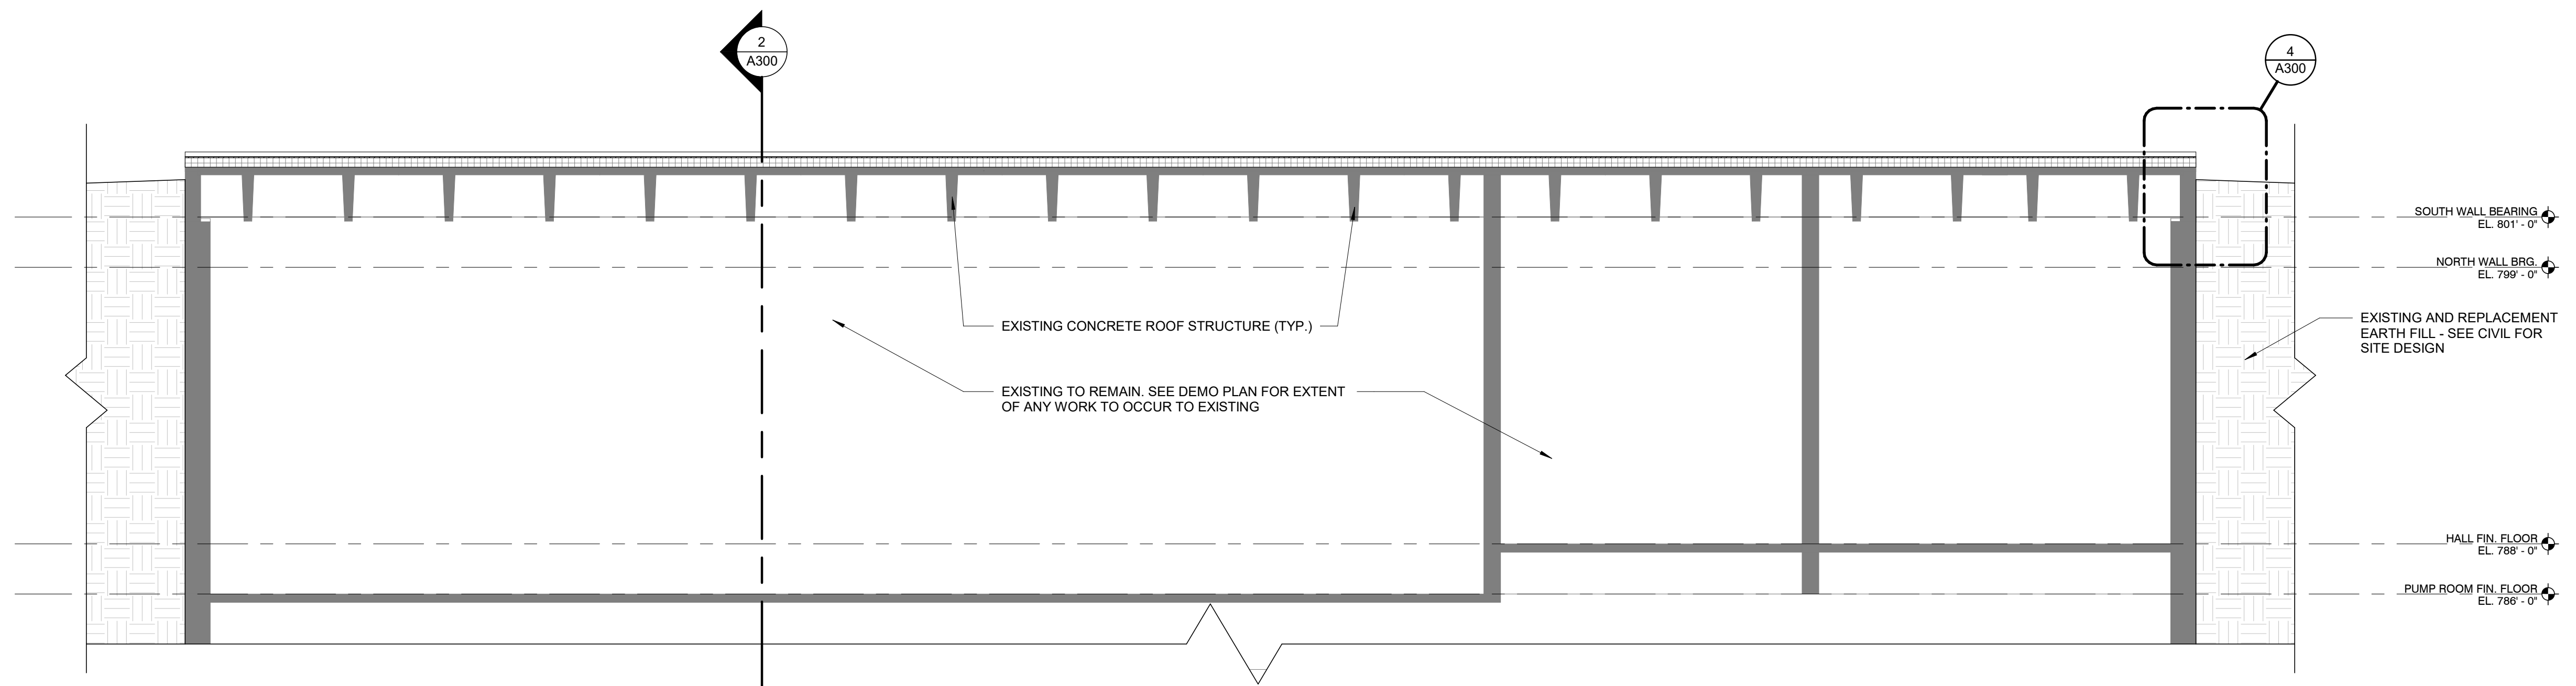 2
A300
4
A300
SOUTH WALL BEARING
EL. 801' - 0"
NORTH WALL BRG.
EL. 799' - 0"
EXISTING CONCRETE ROOF STRUCTURE (TYP.)
EXISTING AND REPLACEMENT
EARTH FILL - SEE CIVIL FOR
SITE DESIGN
EXISTING TO REMAIN. SEE DEMO PLAN FOR EXTENT
OF ANY WORK TO OCCUR TO EXISTING
HALL FIN. FLOOR
EL. 788' - 0"
PUMP ROOM FIN. FLOOR
EL. 786' - 0"